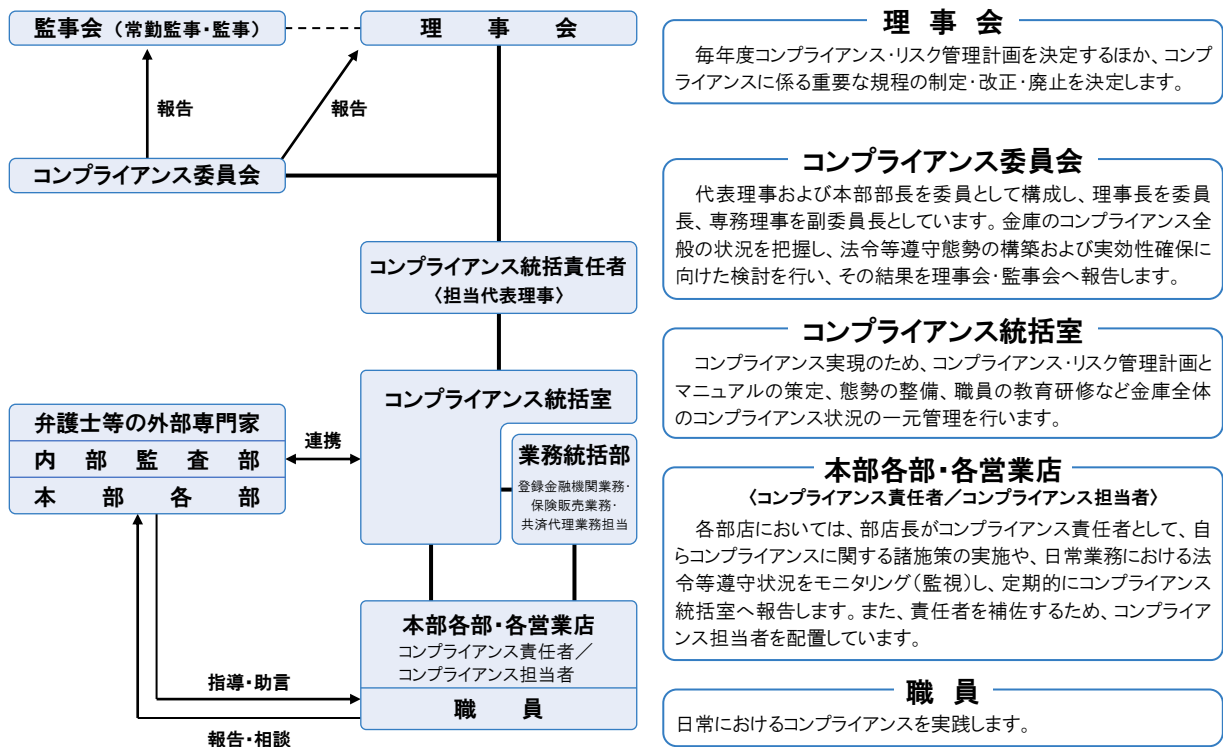 監事会（常勤監事・監事）
理事会
報告
報告
コンプライアンス委員会
コンプライアンス統括責任者
〈担当代表理事〉
コンプライアンス統括室
弁護士等の外部専門家
内部監査部
本部各部
連携
業務統括部
登録金融機関業務・
保険販売業務・
共済代理業務担当
本部各部・各営業店
コンプライアンス責任者／
コンプライアンス担当者
職員
指導・助言
報告・相談
理事会
毎年度コンプライアンス・リスク管理計画を決定するほか、コンプ
ライアンスに係る重要な規程の制定・改正・廃止を決定します。
コンプライアンス委員会
代表理事および本部部長を委員として構成し、理事長を委員
長、専務理事を副委員長としています。金庫のコンプライアンス全
般の状況を把握し、法令等遵守態勢の構築および実効性確保に
向けた検討を行い、その結果を理事会・監事会へ報告します。
コンプライアンス統括室
コンプライアンス実現のため、コンプライアンス・リスク管理計画と
マニュアルの策定、態勢の整備、職員の教育研修など金庫全体
のコンプライアンス状況の一元管理を行います。
本部各部・各営業店
〈コンプライアンス責任者／コンプライアンス担当者〉
各部店においては、部店長がコンプライアンス責任者として、自
らコンプライアンスに関する諸施策の実施や、日常業務における法
令等遵守状況をモニタリング（監視）し、定期的にコンプライアンス
統括室へ報告します。また、責任者を補佐するため、コンプライア
ンス担当者を配置しています。
職員
日常におけるコンプライアンスを実践します。